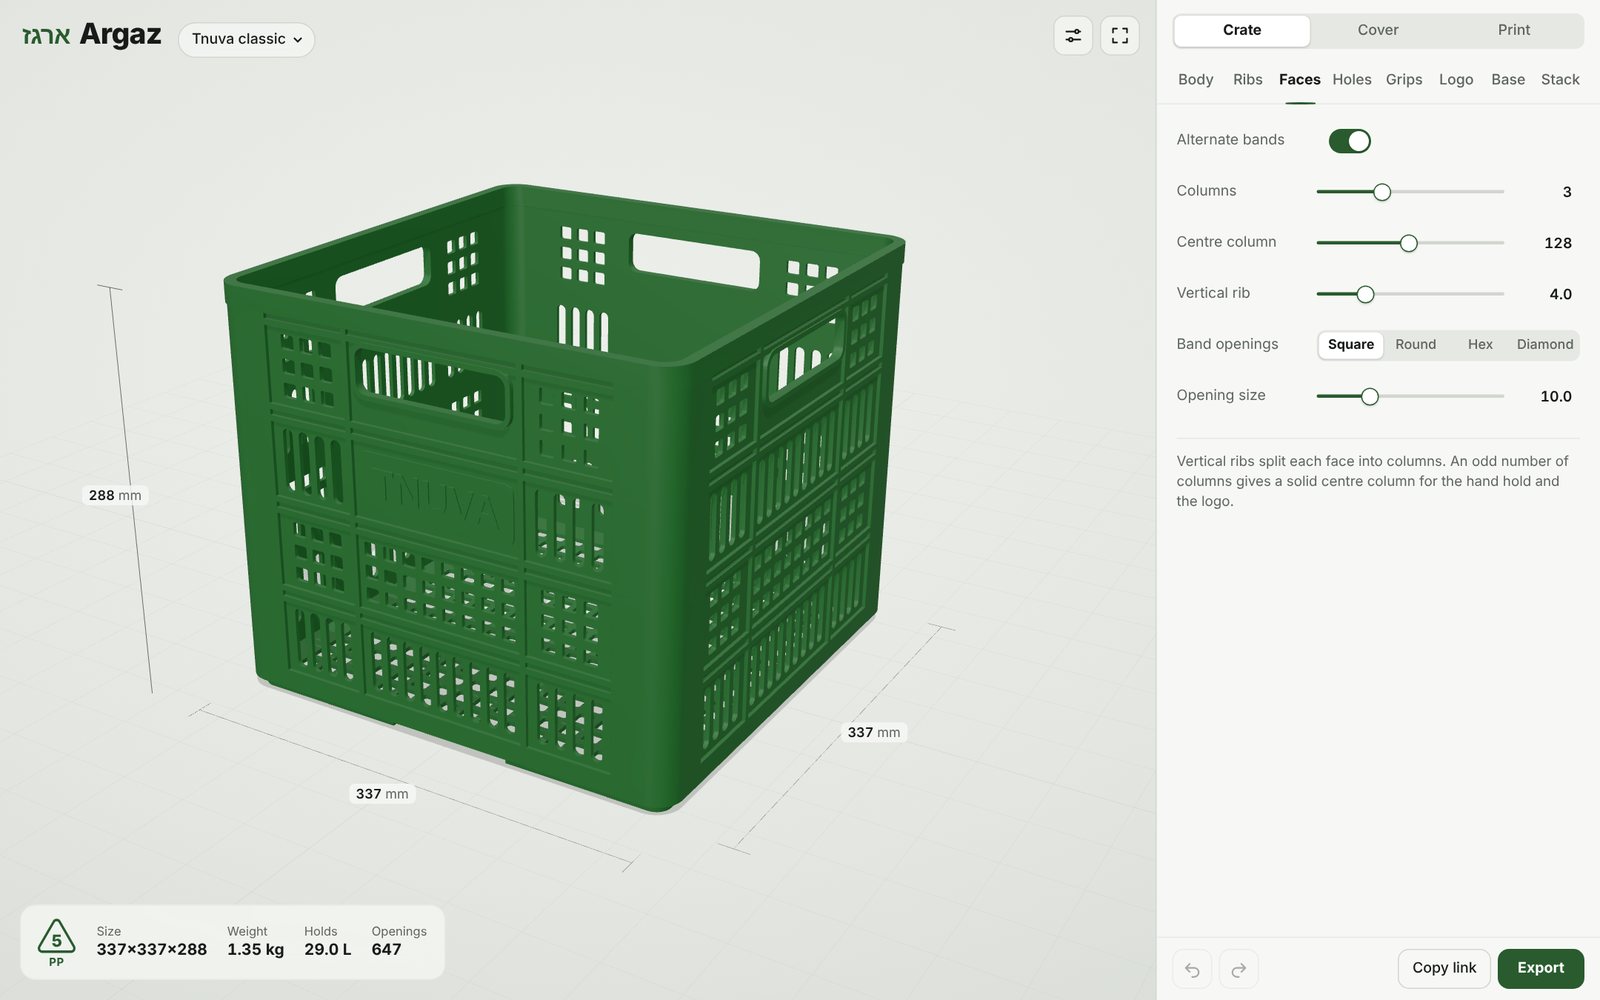 ארגז Argaz
Tnuva classic
Crate
Cover
Print
Body
Ribs
Faces
Holes
Grips
Logo
Base
Stack
Alternate bands
Columns
3
Centre column
128
Vertical rib
4.0
Band openings
Square
Round
Hex
Diamond
Opening size
10.0
Vertical ribs split each face into columns. An odd number of
columns gives a solid centre column for the hand hold and
the logo.
TNUVA
288 mm
337 mm
337 mm
5
PP
Size
337×337×288
Weight
1.35 kg
Holds
29.0 L
Openings
647
Copy link
Export